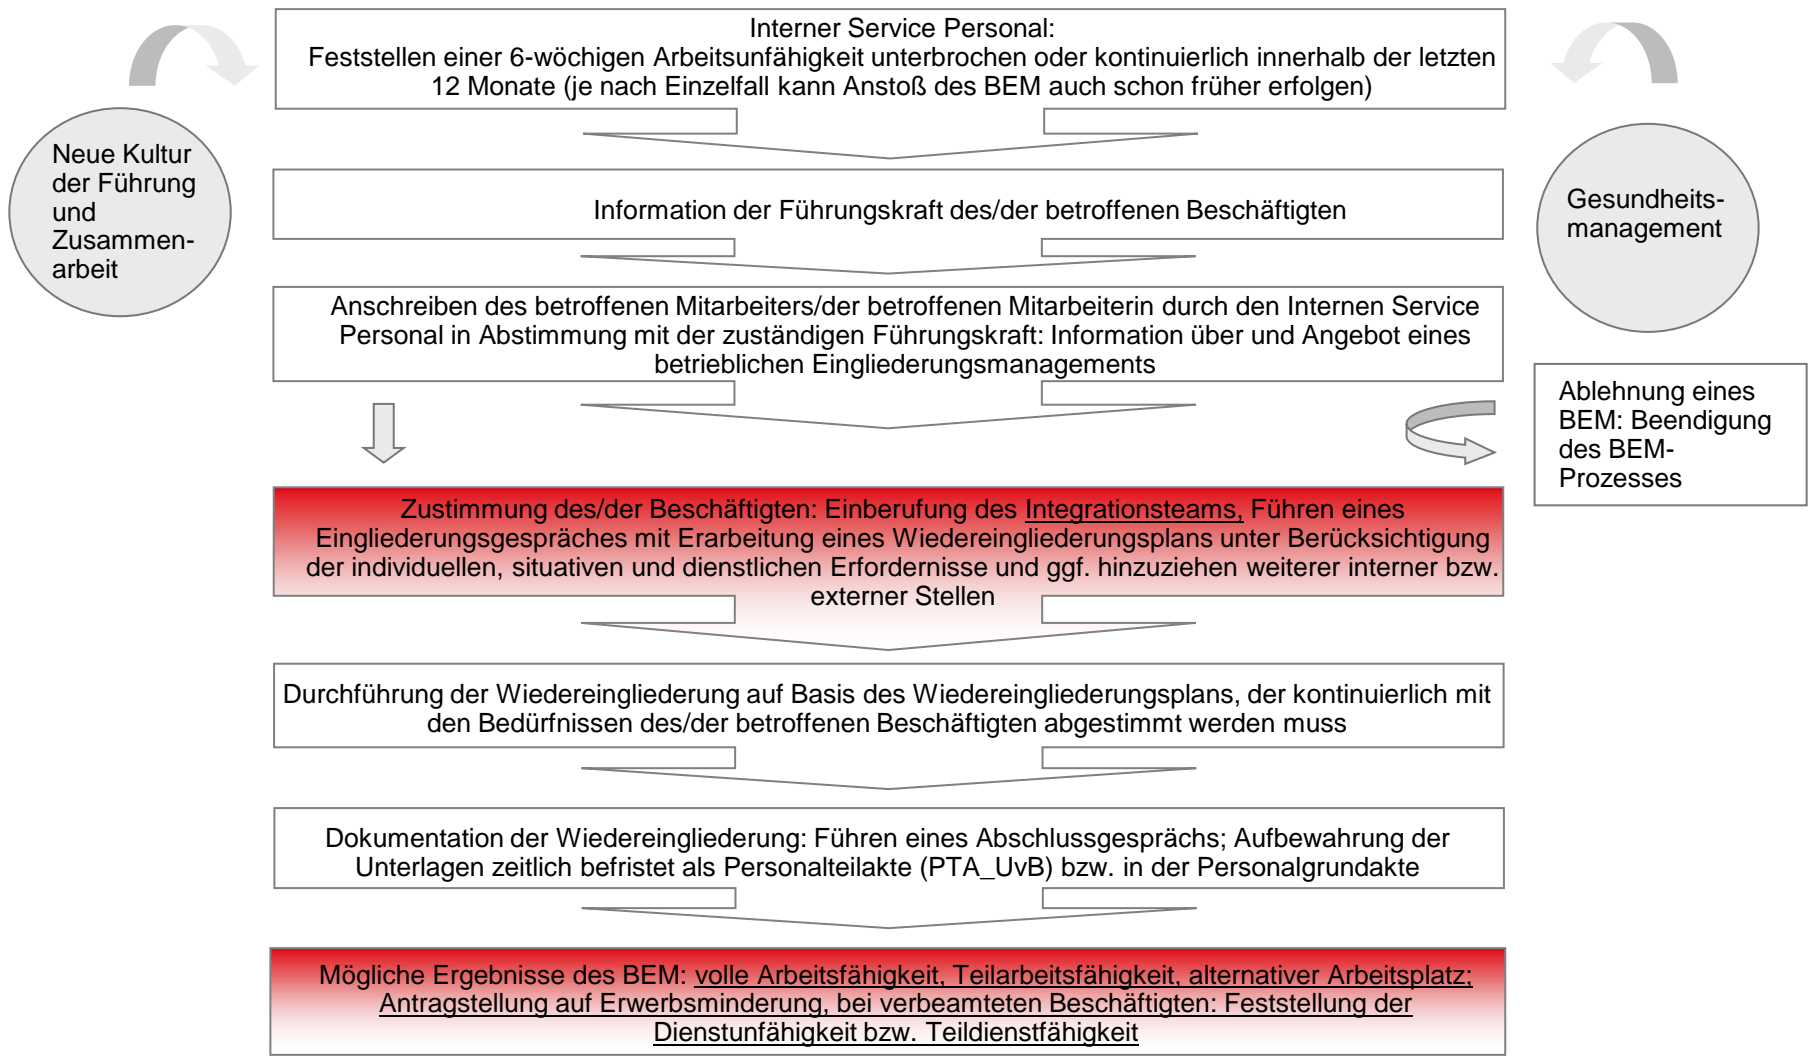 Interner Service Personal:
Feststellen einer 6-wöchigen Arbeitsunfähigkeit unterbrochen oder kontinuierlich innerhalb der letzten
12 Monate (je nach Einzelfall kann Anstoß des BEM auch schon früher erfolgen)
Neue Kultur
der Führung
und
Zusammen-
arbeit
Gesundheits-
management
Information der Führungskraft des/der betroffenen Beschäftigten
Anschreiben des betroffenen Mitarbeiters/der betroffenen Mitarbeiterin durch den Internen Service
Personal in Abstimmung mit der zuständigen Führungskraft: Information über und Angebot eines
betrieblichen Eingliederungsmanagements
Ablehnung eines
BEM: Beendigung
des BEM-
Prozesses
Zustimmung des/der Beschäftigten: Einberufung des Integrationsteams, Führen eines
Eingliederungsgespräches mit Erarbeitung eines Wiedereingliederungsplans unter Berücksichtigung
der individuellen, situativen und dienstlichen Erfordernisse und ggf. hinzuziehen weiterer interner bzw.
externer Stellen
Durchführung der Wiedereingliederung auf Basis des Wiedereingliederungsplans, der kontinuierlich mit
den Bedürfnissen des/der betroffenen Beschäftigten abgestimmt werden muss
Dokumentation der Wiedereingliederung: Führen eines Abschlussgesprächs; Aufbewahrung der
Unterlagen zeitlich befristet als Personalteilakte (PTA_UvB) bzw. in der Personalgrundakte
Mögliche Ergebnisse des BEM: volle Arbeitsfähigkeit, Teilarbeitsfähigkeit, alternativer Arbeitsplatz;
Antragstellung auf Erwerbsminderung, bei verbeamteten Beschäftigten: Feststellung der
Dienstunfähigkeit bzw. Teildienstfähigkeit